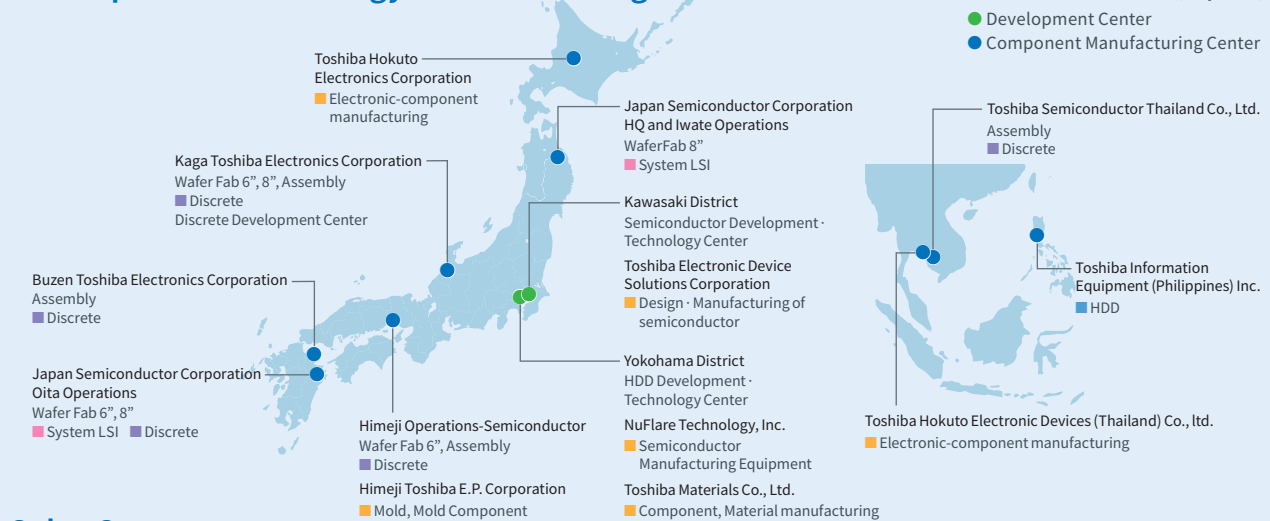 Development Center
Component Manufacturing Center
Toshiba Hokuto
Electronics Corporation
Electronic-component
manufacturing
Kaga Toshiba Electronics Corporation
Wafer Fab 6”, 8”, Assembly
Discrete
Discrete Development Center
Buzen Toshiba Electronics Corporation
Assembly
Discrete
Japan Semiconductor Corporation
Oita Operations
Wafer Fab 6”, 8”
System LSI Discrete
Himeji Operations-Semiconductor
Wafer Fab 6”, Assembly
Discrete
Himeji Toshiba E.P. Corporation
Mold, Mold Component
Japan Semiconductor Corporation
HQ and Iwate Operations
WaferFab 8”
System LSI
Kawasaki District
Semiconductor Development ·
Technology Center
Toshiba Electronic Device
Solutions Corporation
Design · Manufacturing of
semiconductor
Yokohama District
HDD Development ·
Technology Center
NuFlare Technology, Inc.
Semiconductor
Manufacturing Equipment
Toshiba Materials Co., Ltd.
Component, Material manufacturing
Toshiba Semiconductor Thailand Co., Ltd.
Assembly
Discrete
Toshiba Information
Equipment (Philippines) Inc.
HDD
Toshiba Hokuto Electronic Devices (Thailand) Co., ltd.
Electronic-component manufacturing